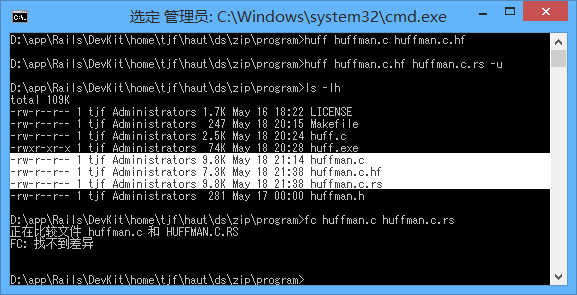 选定 管理员: C:\Windows\system32\cmd.exe
D:\app\Rails\DevKit\home\tjf\haut\ds\zip\program>huff huffman.c huffman.c.hf
D:\app\Rails\DevKit\home\tjf\haut\ds\zip\program>huff huffman.c.hf huffman.c.rs -u
D:\app\Rails\DevKit\home\tjf\haut\ds\zip\program>ls -lh
total 109K
-rw-r--r-- 1 tjf Administrators 1.7K May 16 18:22 LICENSE
-rw-r--r-- 1 tjf Administrators  247 May 18 20:15 Makefile
-rw-r--r-- 1 tjf Administrators 2.5K May 18 20:24 huff.c
-rwxr-xr-x 1 tjf Administrators  74K May 18 20:28 huff.exe
-rw-r--r-- 1 tjf Administrators 9.8K May 18 21:14 huffman.c
-rw-r--r-- 1 tjf Administrators 7.3K May 18 21:38 huffman.c.hf
-rw-r--r-- 1 tjf Administrators 9.8K May 18 21:38 huffman.c.rs
-rw-r--r-- 1 tjf Administrators  281 May 17 00:00 huffman.h
D:\app\Rails\DevKit\home\tjf\haut\ds\zip\program>fc huffman.c huffman.c.rs
正在比较文件 huffman.c 和 HUFFMAN.C.RS
FC: 找不到差异
D:\app\Rails\DevKit\home\tjf\haut\ds\zip\program>